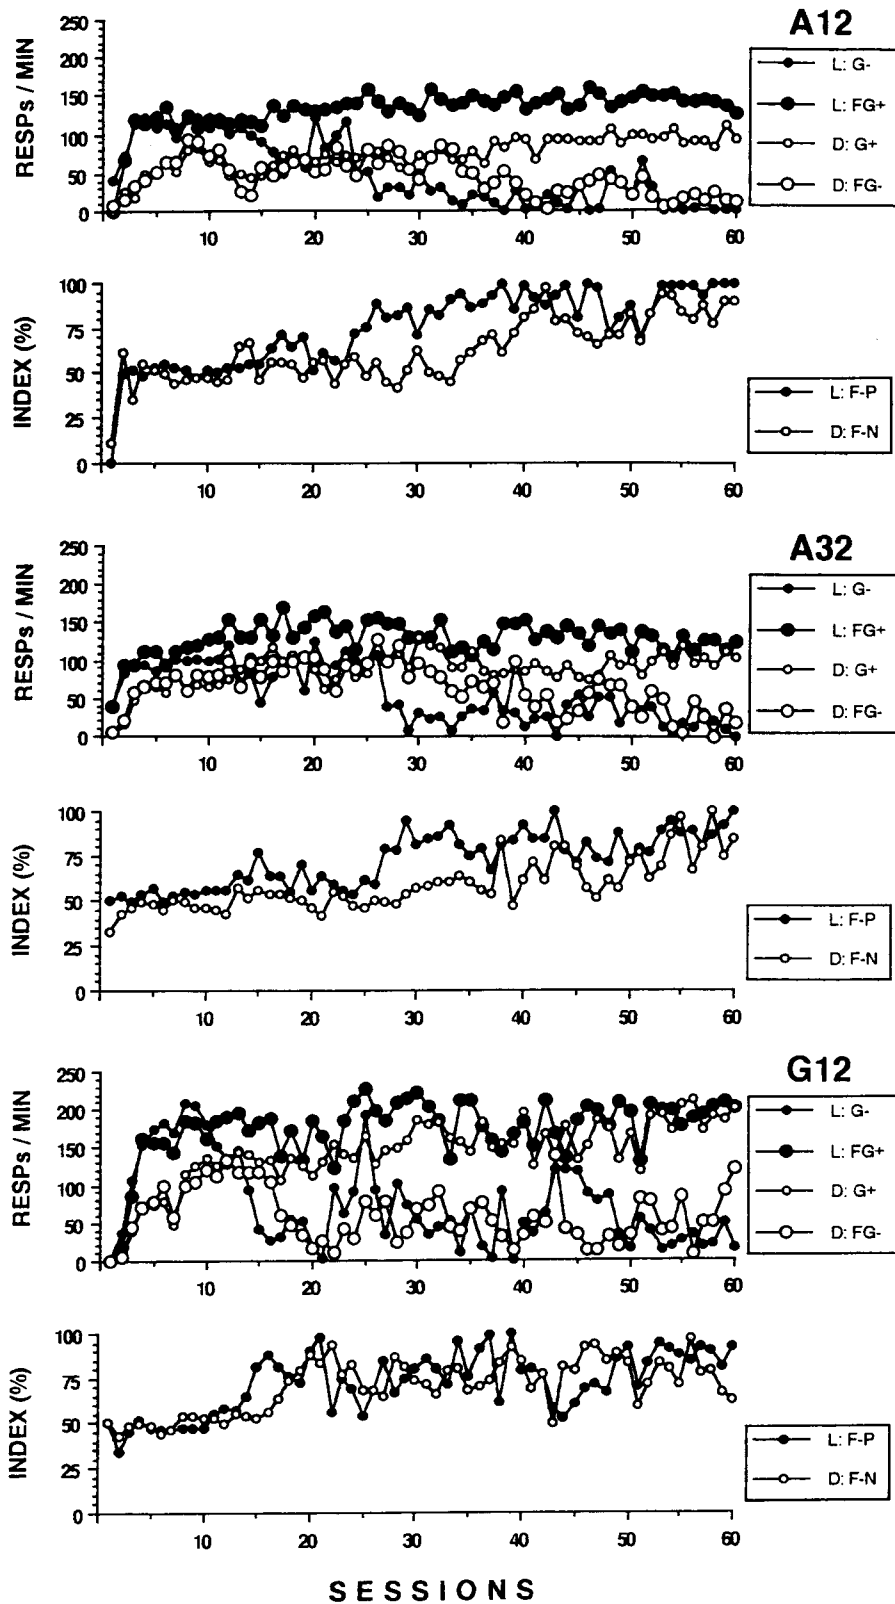 A12
RESPs / MIN
250
200
150
100
50
0
10 20 30 40 50 60
L: G-
L: FG+
D: G+
D: FG-
INDEX (%)
100
75
50
25
0
10 20 30 40 50 60
L: F-P
D: F-N
A32
RESPs / MIN
250
200
150
100
50
0
10 20 30 40 50 60
L: G-
L: FG+
D: G+
D: FG-
INDEX (%)
100
75
50
25
0
10 20 30 40 50 60
L: F-P
D: F-N
G12
RESPs / MIN
250
200
150
100
50
0
10 20 30 40 50 60
L: G-
L: FG+
D: G+
D: FG-
INDEX (%)
100
75
50
25
0
10 20 30 40 50 60
L: F-P
D: F-N
SESSIONS